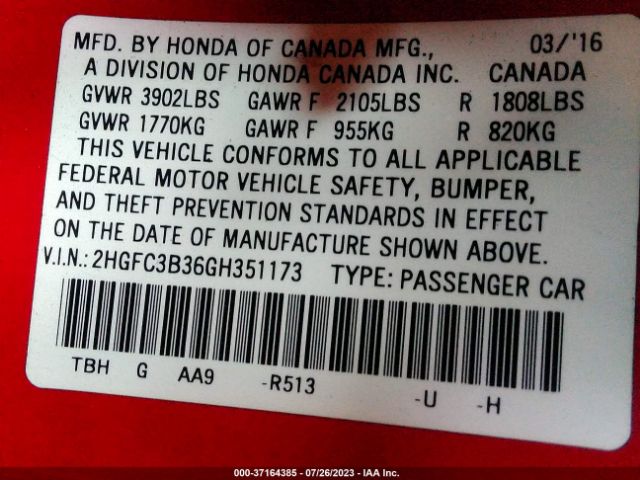 MFD. BY HONDA OF CANADA MFG., 03/'16
A DIVISION OF HONDA CANADA INC. CANADA
GVWR 3902LBS GAWR F 2105LBS R 1808LBS
GVWR 1770KG GAWR F 955KG R 820KG
THIS VEHICLE CONFORMS TO ALL APPLICABLE
FEDERAL MOTOR VEHICLE SAFETY, BUMPER,
AND THEFT PREVENTION STANDARDS IN EFFECT
ON THE DATE OF MANUFACTURE SHOWN ABOVE.
V.I.N.: 2HGFC3B36GH351173 TYPE: PASSENGER CAR
TBH G AA9 -R513 -U -H
000-37164385 - 07/26/2023 - IAA Inc.